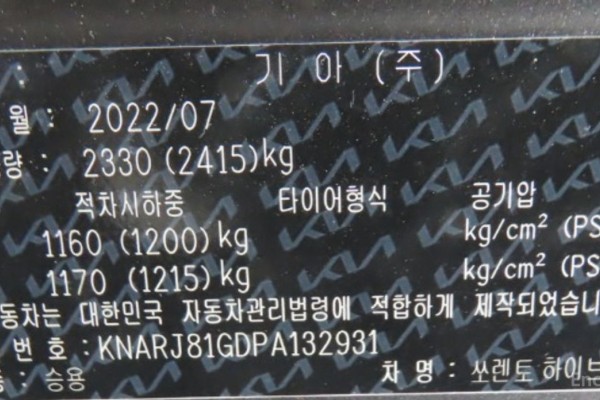 기 아 (주)
월 : 2022/07
량 : 2330 (2415)kg
적차시하중 타이어형식 공기압
1160 (1200) kg kg/cm² (PS
1170 (1215) kg kg/cm² (PS
동차는 대한민국 자동차관리법령에 적합하게 제작되었습니
번 호 : KNARJ81GDPA132931
: 승용 차 명 : 쏘렌토 하이브